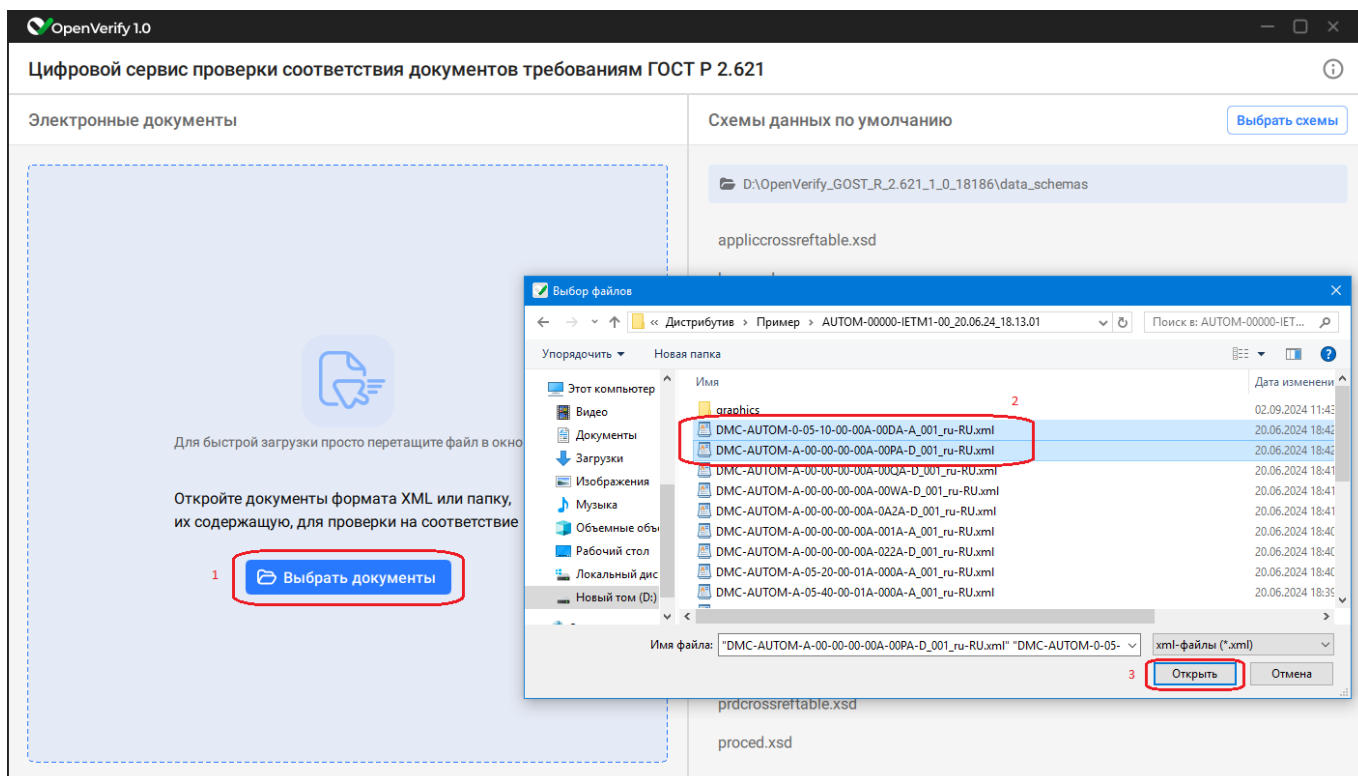 OpenVerify 1.0
Цифровой сервис проверки соответствия документов требованиям ГОСТ Р 2.621
Электронные документы
Схемы данных по умолчанию
Выбрать схемы
D:\OpenVerify_GOST_R_2.621_1_0_18186\data_schemas
appliccrossreftable.xsd
Для быстрой загрузки просто перетащите файл в окно
Откройте документы формата XML или папку,
их содержащую, для проверки на соответствие
1
Выбрать документы
Выбор файлов
« Дистрибутив › Пример › AUTOM-00000-IETM1-00_20.06.24_18.13.01
Поиск в: AUTOM-00000-IET...
Упорядочить
Новая папка
Этот компьютер
Видео
Документы
Загрузки
Изображения
Музыка
Объемные объ
Рабочий стол
Локальный дис
Новый том (D:)
Имя
Дата изменени
2
graphics 02.09.2024 11:43
DMC-AUTOM-0-05-10-00-00A-00DA-A_001_ru-RU.xml 20.06.2024 18:42
DMC-AUTOM-A-00-00-00-00A-00PA-D_001_ru-RU.xml 20.06.2024 18:42
DMC-AUTOM-A-00-00-00-00A-00QA-D_001_ru-RU.xml 20.06.2024 18:41
DMC-AUTOM-A-00-00-00-00A-00WA-D_001_ru-RU.xml 20.06.2024 18:41
DMC-AUTOM-A-00-00-00-00A-0A2A-D_001_ru-RU.xml 20.06.2024 18:41
DMC-AUTOM-A-00-00-00-00A-001A-A_001_ru-RU.xml 20.06.2024 18:40
DMC-AUTOM-A-00-00-00-00A-022A-D_001_ru-RU.xml 20.06.2024 18:40
DMC-AUTOM-A-05-20-00-01A-000A-A_001_ru-RU.xml 20.06.2024 18:40
DMC-AUTOM-A-05-40-00-01A-000A-A_001_ru-RU.xml 20.06.2024 18:39
Имя файла: "DMC-AUTOM-A-00-00-00-00A-00PA-D_001_ru-RU.xml" "DMC-AUTOM-0-05-
xml-файлы (*.xml)
3
Открыть
Отмена
prdcrossreftable.xsd
proced.xsd